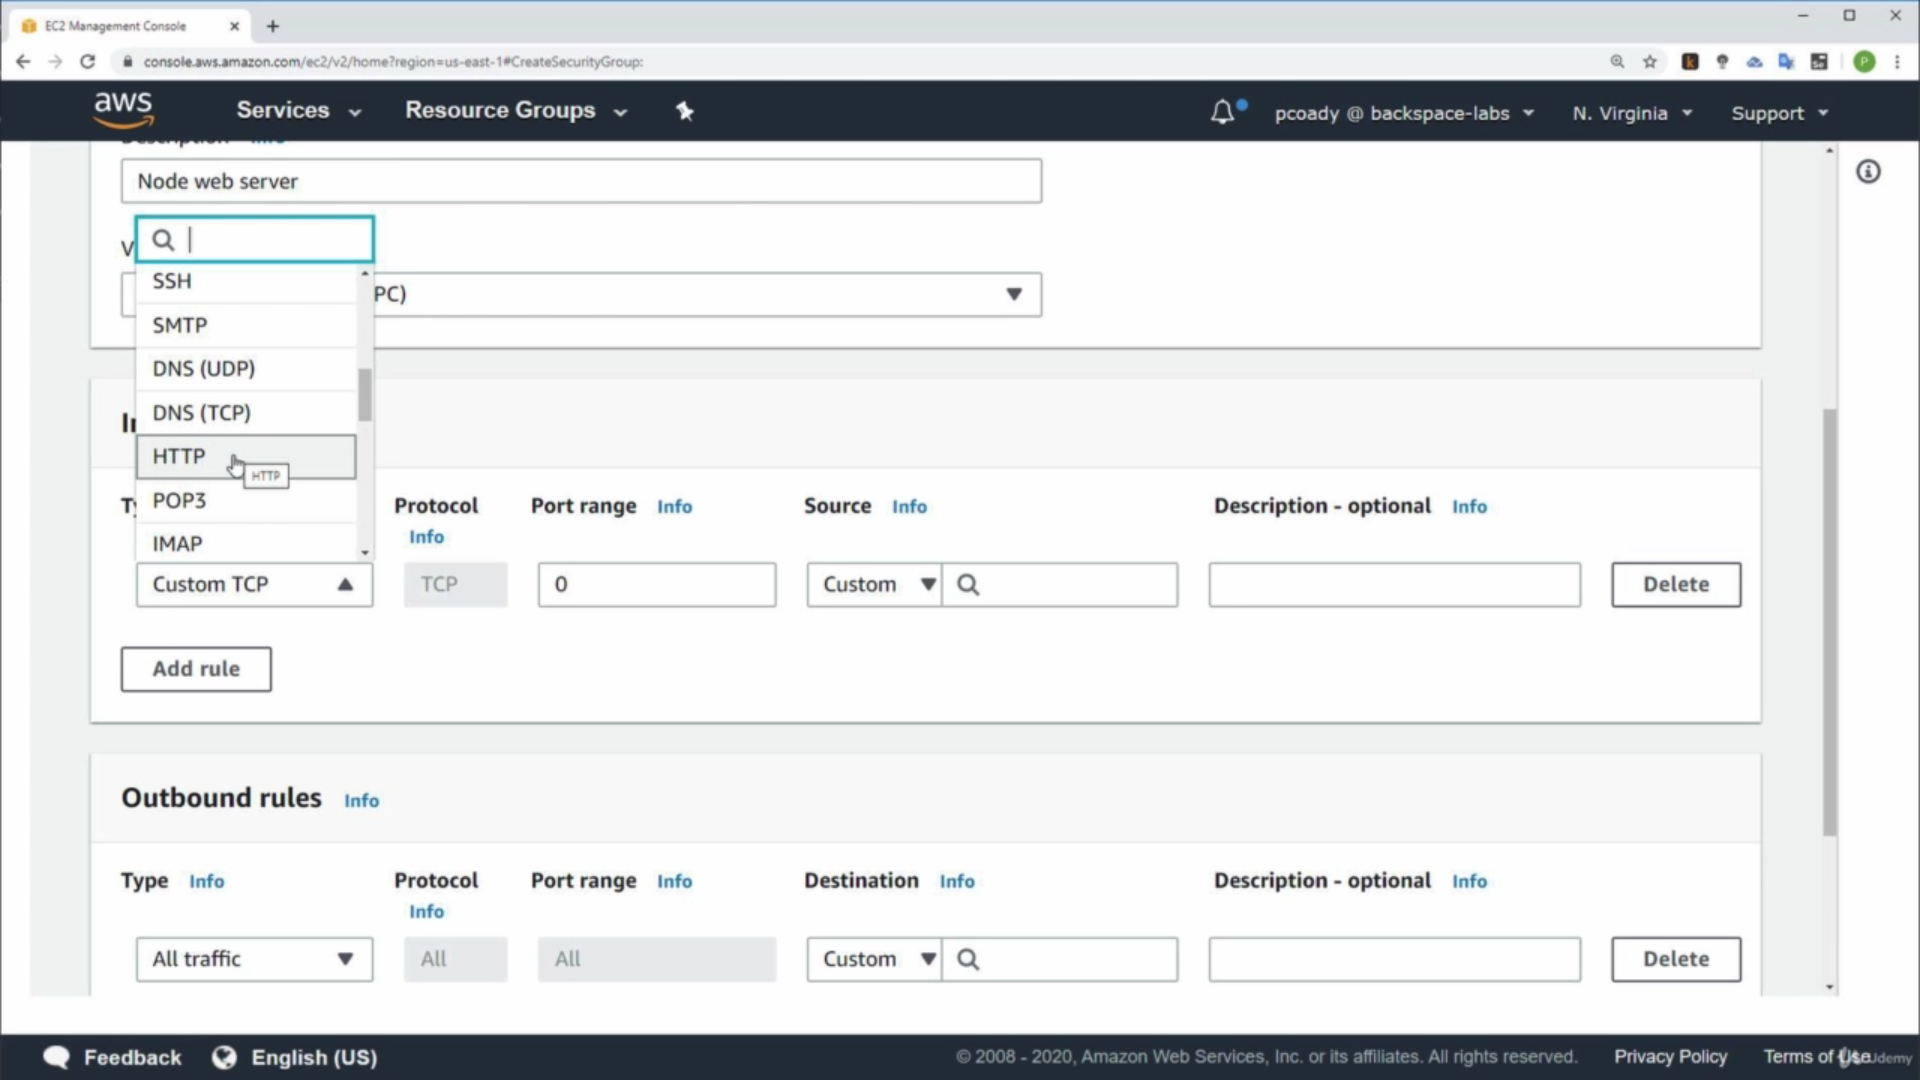 EC2 Management Console
console.aws.amazon.com/ec2/v2/home?region=us-east-1#CreateSecurityGroup:
aws Services Resource Groups pcoady @ backspace-labs N. Virginia Support
Node web server
V
SSH
PC)
SMTP
DNS (UDP)
DNS (TCP)
HTTP
HTTP
POP3
IMAP
Protocol Info
Port range Info
Source Info
Description - optional Info
Custom TCP TCP 0 Custom Delete
Add rule
Outbound rules Info
Type Info
Protocol Info
Port range Info
Destination Info
Description - optional Info
All traffic All All Custom Delete
Feedback English (US) © 2008 - 2020, Amazon Web Services, Inc. or its affiliates. All rights reserved. Privacy Policy Terms of Use